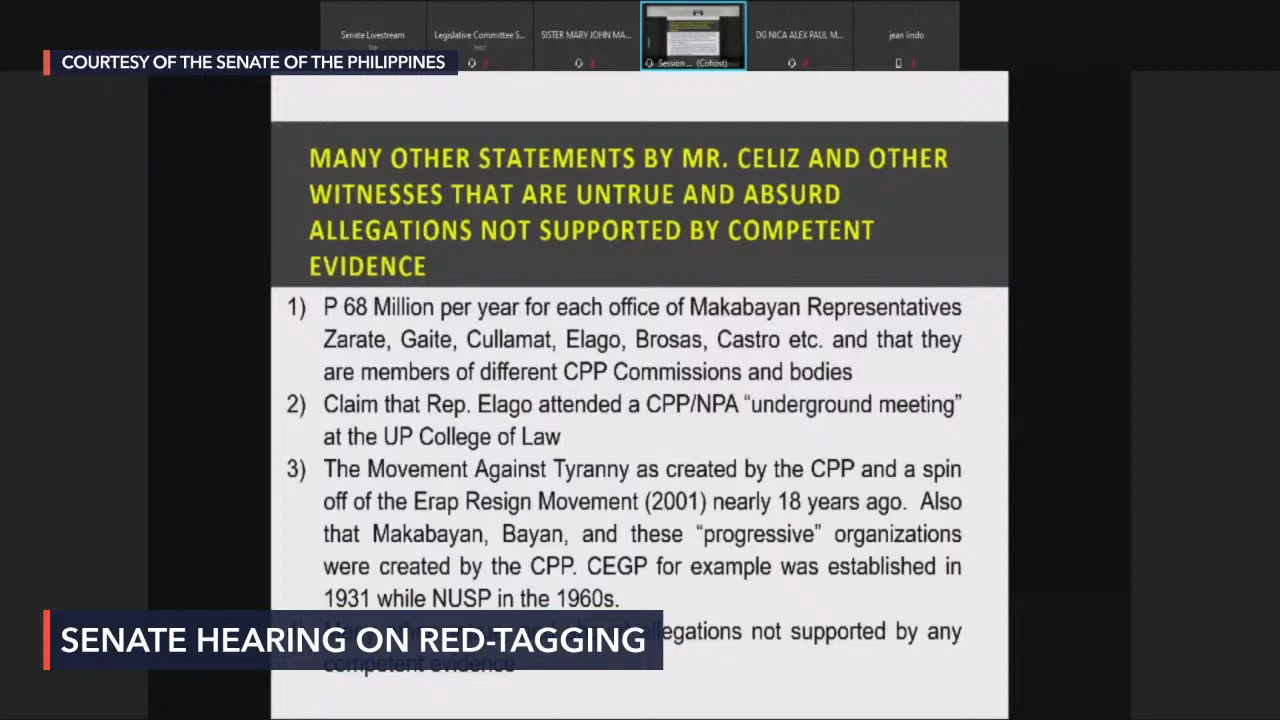 Senate Livestream
Legislative Committee S...
SISTER MARY JOHN MA...
DG NICA ALEX PAUL M...
jean lindo
Session ... (Cohost)
COURTESY OF THE SENATE OF THE PHILIPPINES
MANY OTHER STATEMENTS BY MR. CELIZ AND OTHER
WITNESSES THAT ARE UNTRUE AND ABSURD
ALLEGATIONS NOT SUPPORTED BY COMPETENT
EVIDENCE
1) P 68 Million per year for each office of Makabayan Representatives
Zarate, Gaite, Cullamat, Elago, Brosas, Castro etc. and that they
are members of different CPP Commissions and bodies
2) Claim that Rep. Elago attended a CPP/NPA “underground meeting”
at the UP College of Law
3) The Movement Against Tyranny as created by the CPP and a spin
off of the Erap Resign Movement (2001) nearly 18 years ago. Also
that Makabayan, Bayan, and these “progressive” organizations
were created by the CPP. CEGP for example was established in
1931 while NUSP in the 1960s.
allegations not supported by any
competent evidence
SENATE HEARING ON RED-TAGGING